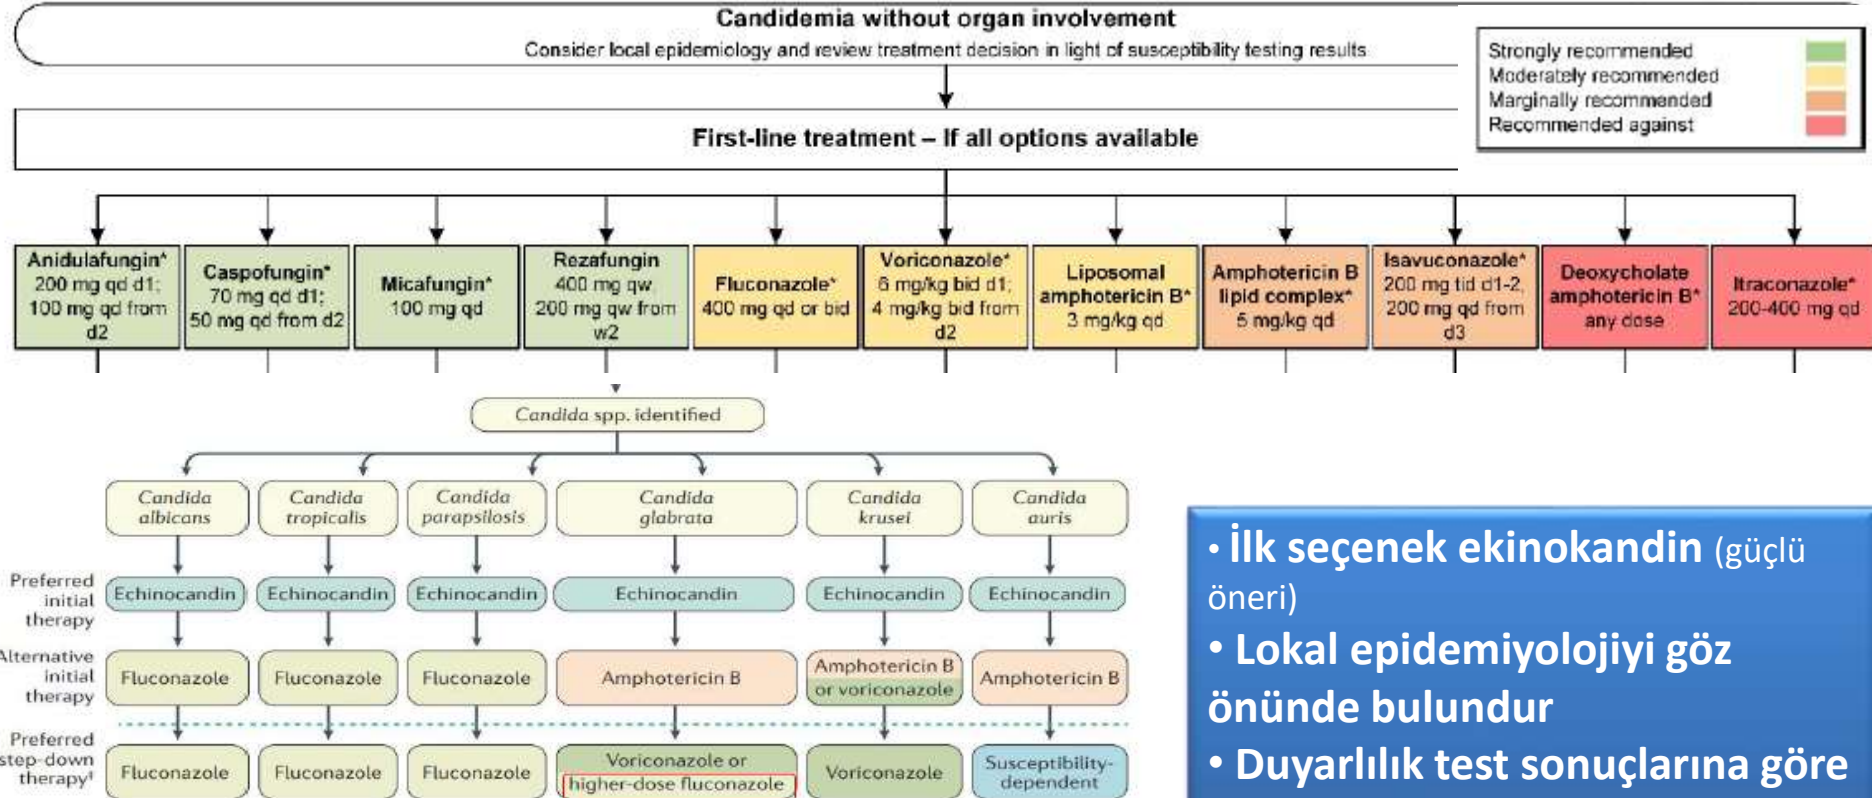 Candidemia without organ involvement
Consider local epidemiology and review treatment decision in light of susceptibility testing results
Strongly recommended
Moderately recommended
Marginally recommended
Recommended against
First-line treatment – If all options available
Anidulafungin*
200 mg qd d1;
100 mg qd from
d2
Caspofungin*
70 mg qd d1;
50 mg qd from d2
Micafungin*
100 mg qd
Rezafungin
400 mg qw
200 mg qw from
w2
Fluconazole*
400 mg qd or bid
Voriconazole*
6 mg/kg bid d1;
4 mg/kg bid from
d2
Liposomal
amphotericin B*
3 mg/kg qd
Amphotericin B
lipid complex*
5 mg/kg qd
Isavuconazole*
200 mg tid d1-2,
200 mg qd from
d3
Deoxycholate
amphotericin B*
any dose
Itraconazole*
200-400 mg qd
Candida spp. identified
Candida
albicans
Candida
tropicalis
Candida
parapsilosis
Candida
glabrata
Candida
krusei
Candida
auris
Preferred
initial
therapy
Echinocandin
Echinocandin
Echinocandin
Echinocandin
Echinocandin
Echinocandin
Alternative
initial
therapy
Fluconazole
Fluconazole
Fluconazole
Amphotericin B
Amphotericin B
or voriconazole
Amphotericin B
Preferred
step-down
therapy‡
Fluconazole
Fluconazole
Fluconazole
Voriconazole or
higher-dose fluconazole
Voriconazole
Susceptibility-
dependent
• İlk seçenek ekinokandin (güçlü
öneri)
• Lokal epidemiyolojiyi göz
önünde bulundur
• Duyarlılık test sonuçlarına göre